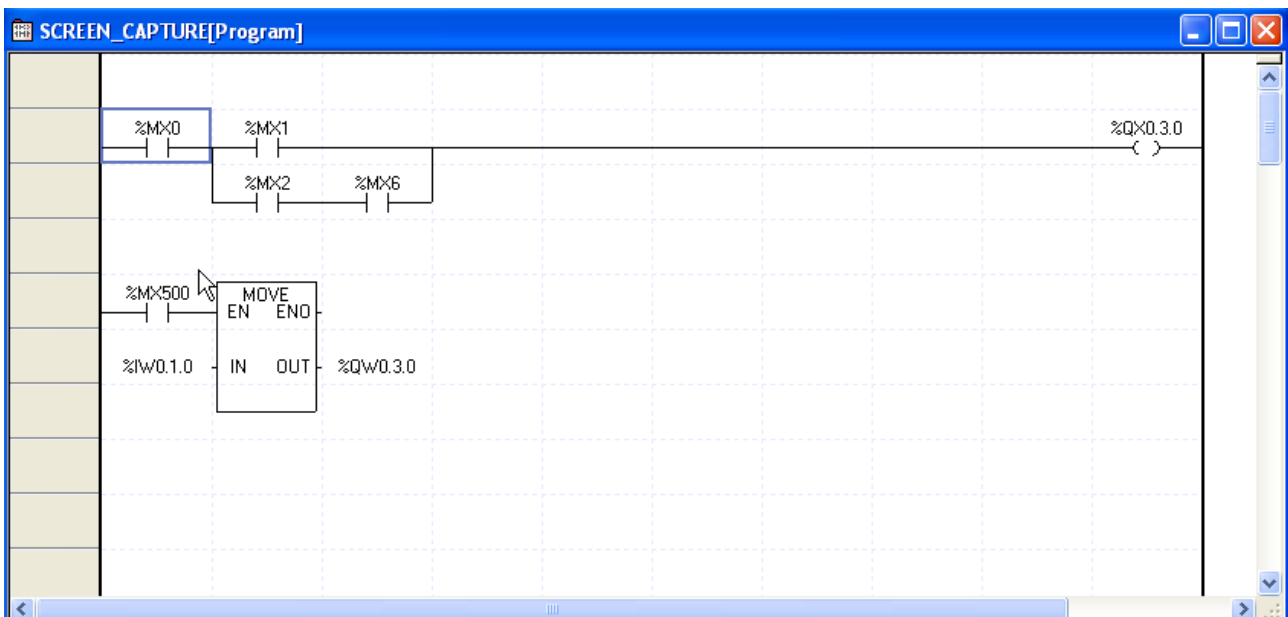 SCREEN_CAPTURE[Program]
%MX0 %MX1 %QX0.3.0
%MX2 %MX6
%MX500 MOVE
EN ENO
%IW0.1.0 IN OUT %QW0.3.0